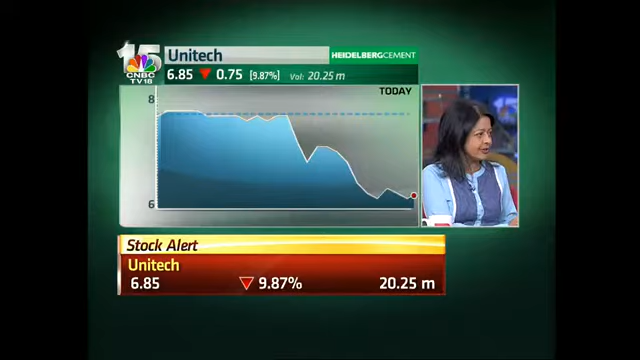 15
CNBC
TV18
Unitech
HEIDELBERGCEMENT
6.85 ▼ 0.75 [9.87%] Vol: 20.25 m
TODAY
8
6
Stock Alert
Unitech
6.85 ▽ 9.87% 20.25 m